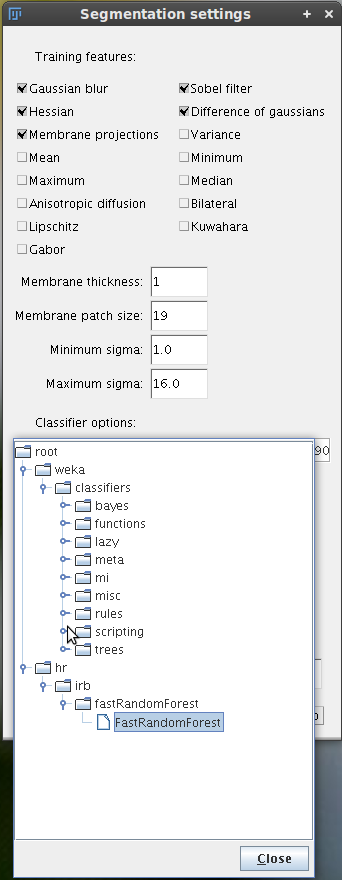 Segmentation settings
Training features:
Gaussian blur Sobel filter
Hessian Difference of gaussians
Membrane projections Variance
Mean Minimum
Maximum Median
Anisotropic diffusion Bilateral
Lipschitz Kuwahara
Gabor
Membrane thickness: 1
Membrane patch size: 19
Minimum sigma: 1.0
Maximum sigma: 16.0
Classifier options:
90
root
weka
classifiers
bayes
functions
lazy
meta
mi
misc
rules
scripting
trees
hr
irb
fastRandomForest
FastRandomForest
Close